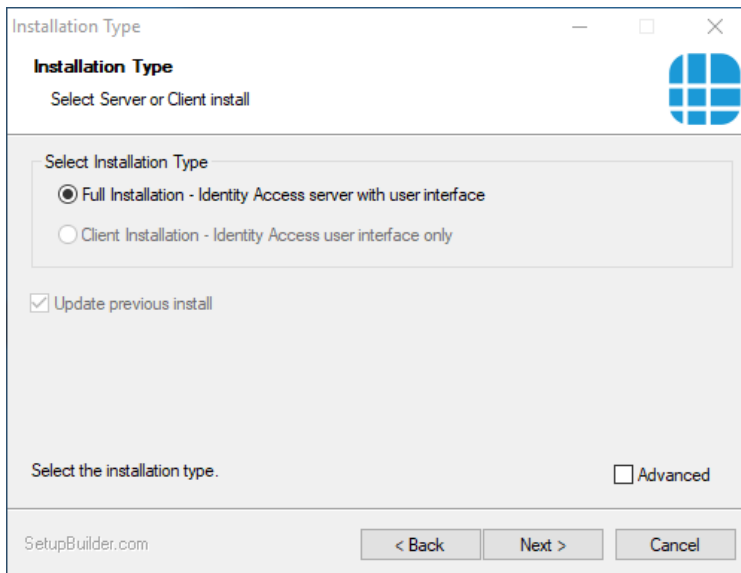 Installation Type
Installation Type
Select Server or Client install
Select Installation Type
Full Installation - Identity Access server with user interface
Client Installation - Identity Access user interface only
Update previous install
Select the installation type.
Advanced
SetupBuilder.com
< Back
Next >
Cancel